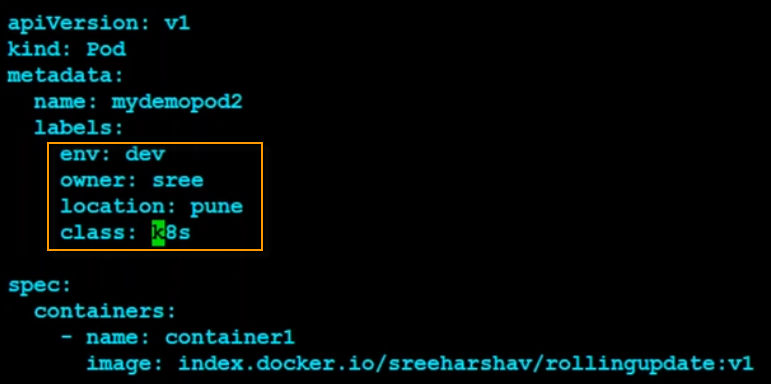 apiVersion: v1
kind: Pod
metadata:
  name: mydemopod2
  labels:
    env: dev
    owner: sree
    location: pune
    class: k8s
spec:
  containers:
    - name: container1
      image: index.docker.io/sreeharshav/rollingupdate:v1